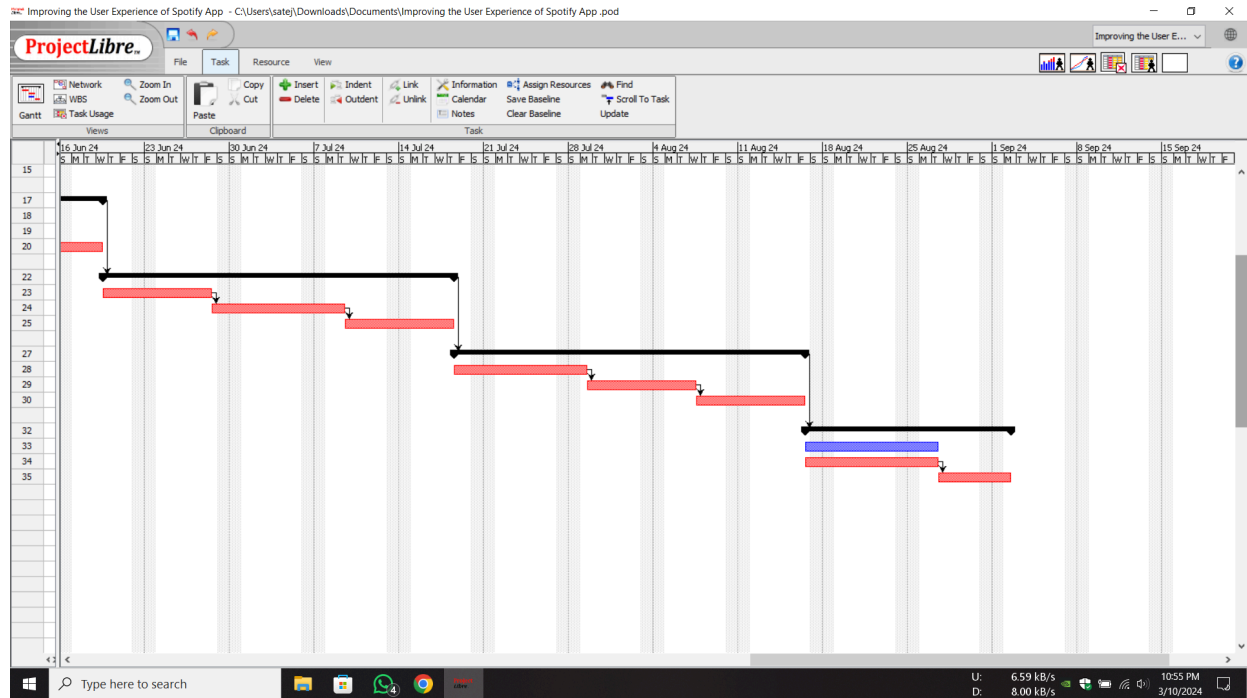 Improving the User Experience of Spotify App - C:\Users\satej\Downloads\Documents\Improving the User Experience of Spotify App .pod
ProjectLibre™
Improving the User E...
File Task Resource View
Network Zoom In Copy Insert Indent Link Information Assign Resources Find
WBS Zoom Out Cut Delete Outdent Unlink Calendar Save Baseline Scroll To Task
Gantt Task Usage Paste Notes Clear Baseline Update
Views Clipboard Task
16 Jun 24 23 Jun 24 30 Jun 24 7 Jul 24 14 Jul 24 21 Jul 24 28 Jul 24 4 Aug 24 11 Aug 24 18 Aug 24 25 Aug 24 1 Sep 24 8 Sep 24 15 Sep 24
S M T W T F S S M T W T F S S M T W T F S S M T W T F S S M T W T F S S M T W T F S S M T W T F S S M T W T F S S M T W T F S S M T W T F S S M T W T F S S M T W T F S S M T W T F S S M T W T F
15
17
18
19
20
22
23
24
25
27
28
29
30
32
33
34
35
Type here to search
4
U: 6.59 kB/s
D: 8.00 kB/s
10:55 PM
3/10/2024